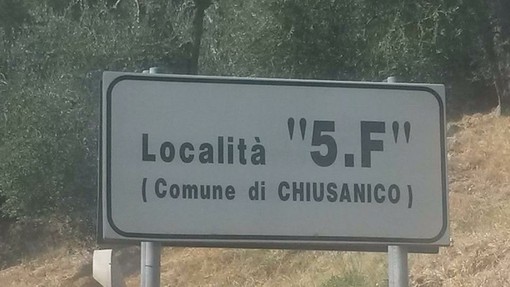 Località "5.F"
(Comune di CHIUSANICO)